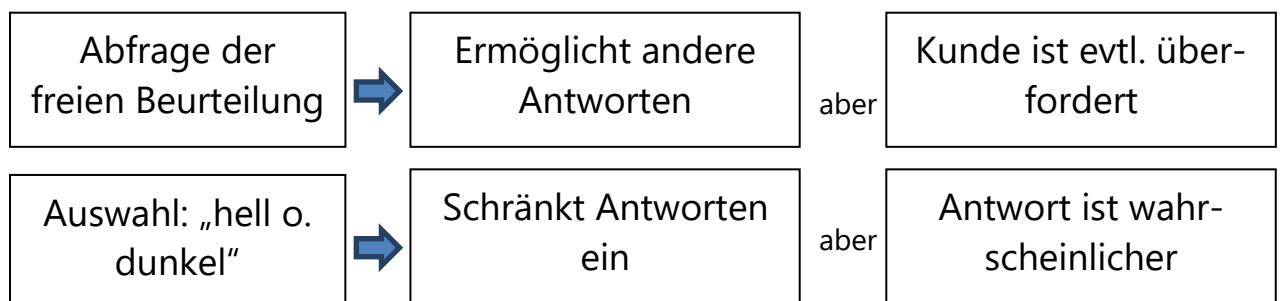 Abfrage der
freien Beurteilung
Ermöglicht andere
Antworten
aber
Kunde ist evtl. über-
fordert
Auswahl: „hell o.
dunkel“
Schränkt Antworten
ein
aber
Antwort ist wahr-
scheinlicher